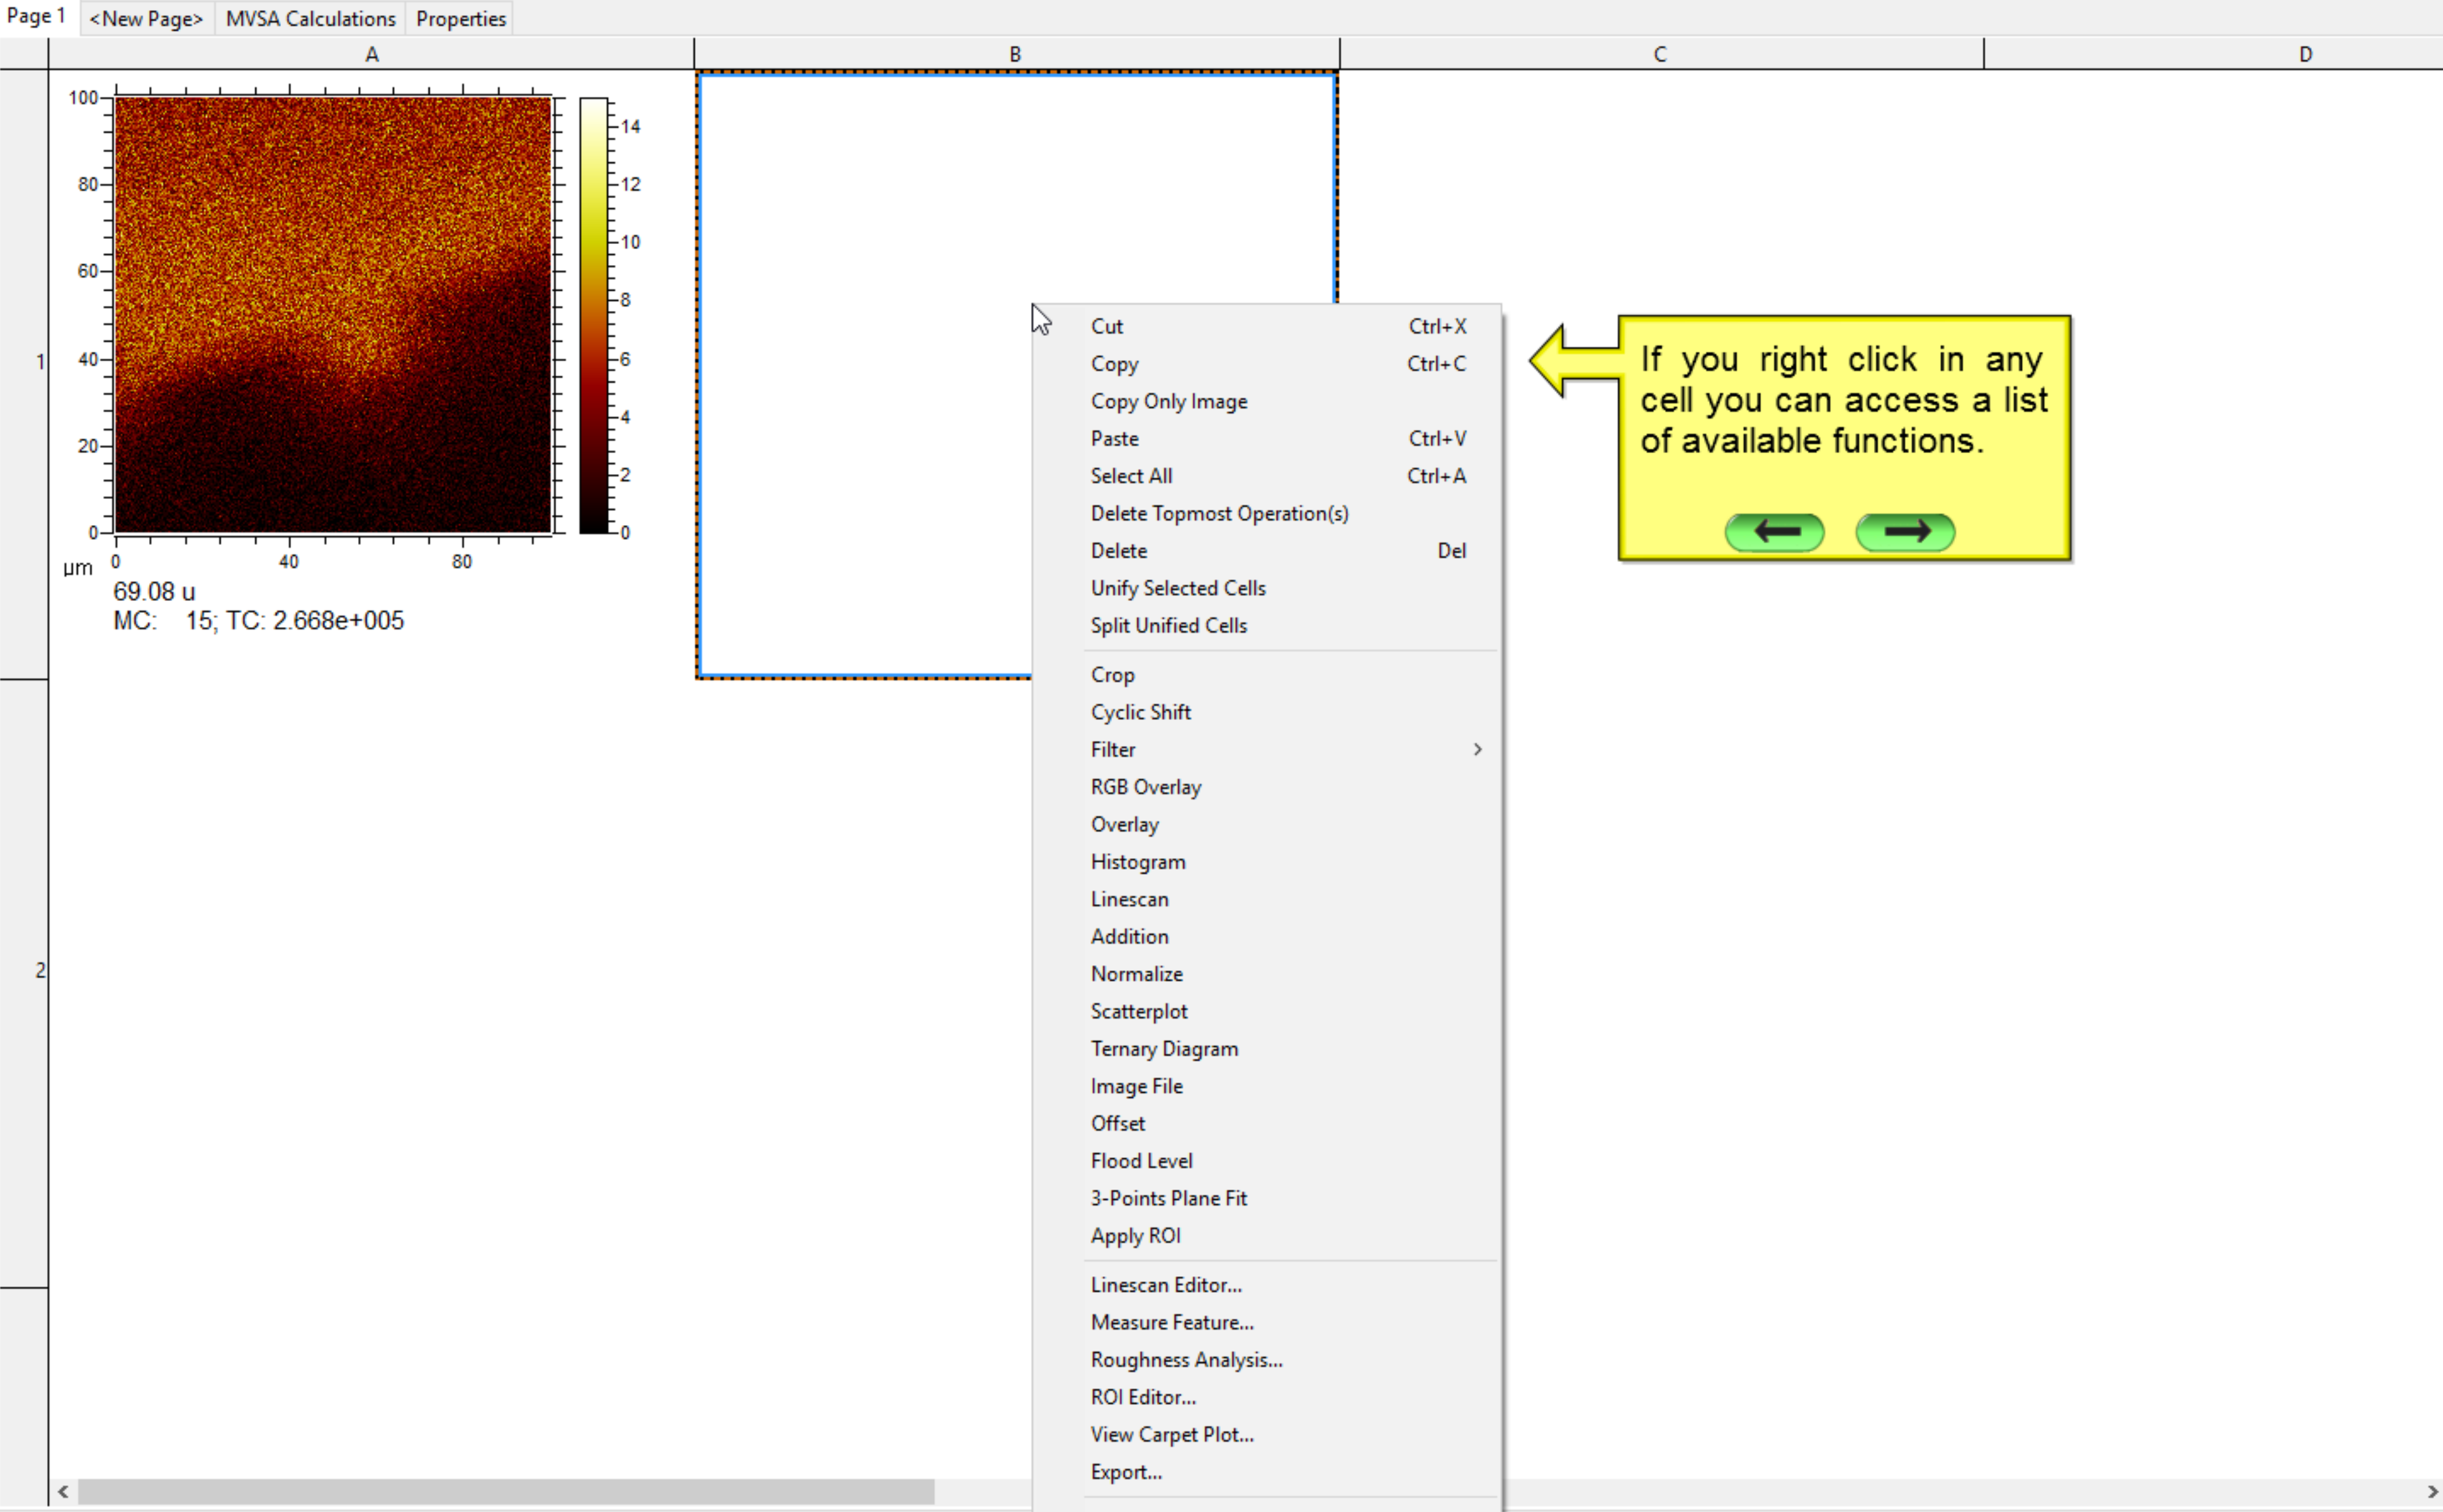 Page 1
<New Page>
MVSA Calculations
Properties
A
B
C
D
1
2
100
80
60
40
20
0
µm
0
40
80
14
12
10
8
6
4
2
0
69.08 u
MC: 15; TC: 2.668e+005
Cut Ctrl+X
Copy Ctrl+C
Copy Only Image
Paste Ctrl+V
Select All Ctrl+A
Delete Topmost Operation(s)
Delete Del
Unify Selected Cells
Split Unified Cells
Crop
Cyclic Shift
Filter
RGB Overlay
Overlay
Histogram
Linescan
Addition
Normalize
Scatterplot
Ternary Diagram
Image File
Offset
Flood Level
3-Points Plane Fit
Apply ROI
Linescan Editor...
Measure Feature...
Roughness Analysis...
ROI Editor...
View Carpet Plot...
Export...
If you right click in any
cell you can access a list
of available functions.